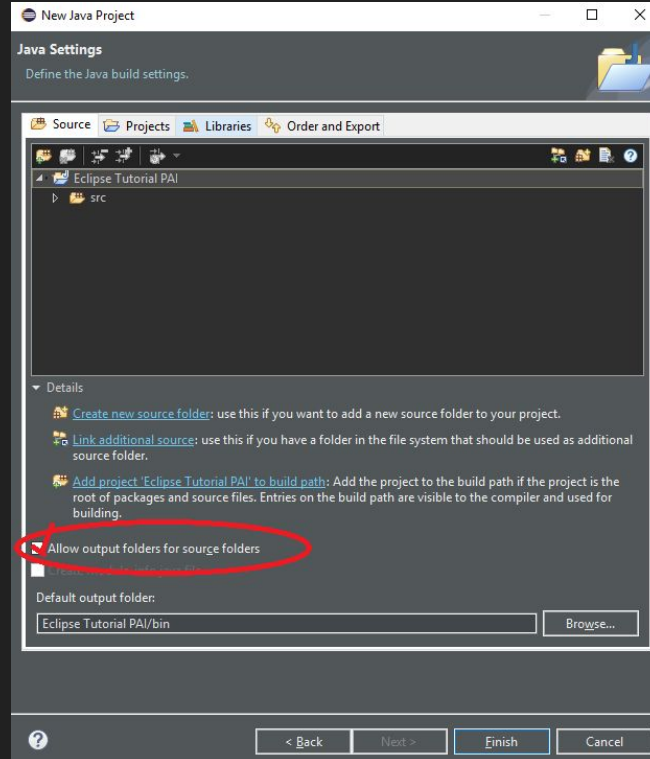 New Java Project
Java Settings
Define the Java build settings.
Source Projects Libraries Order and Export
Eclipse Tutorial PAI
src
Details
Create new source folder: use this if you want to add a new source folder to your project.
Link additional source: use this if you have a folder in the file system that should be used as additional
source folder.
Add project 'Eclipse Tutorial PAI' to build path: Add the project to the build path if the project is the
root of packages and source files. Entries on the build path are visible to the compiler and used for
building.
Allow output folders for source folders
Create module-info.java file
Default output folder:
Eclipse Tutorial PAI/bin
Browse...
< Back Next > Finish Cancel